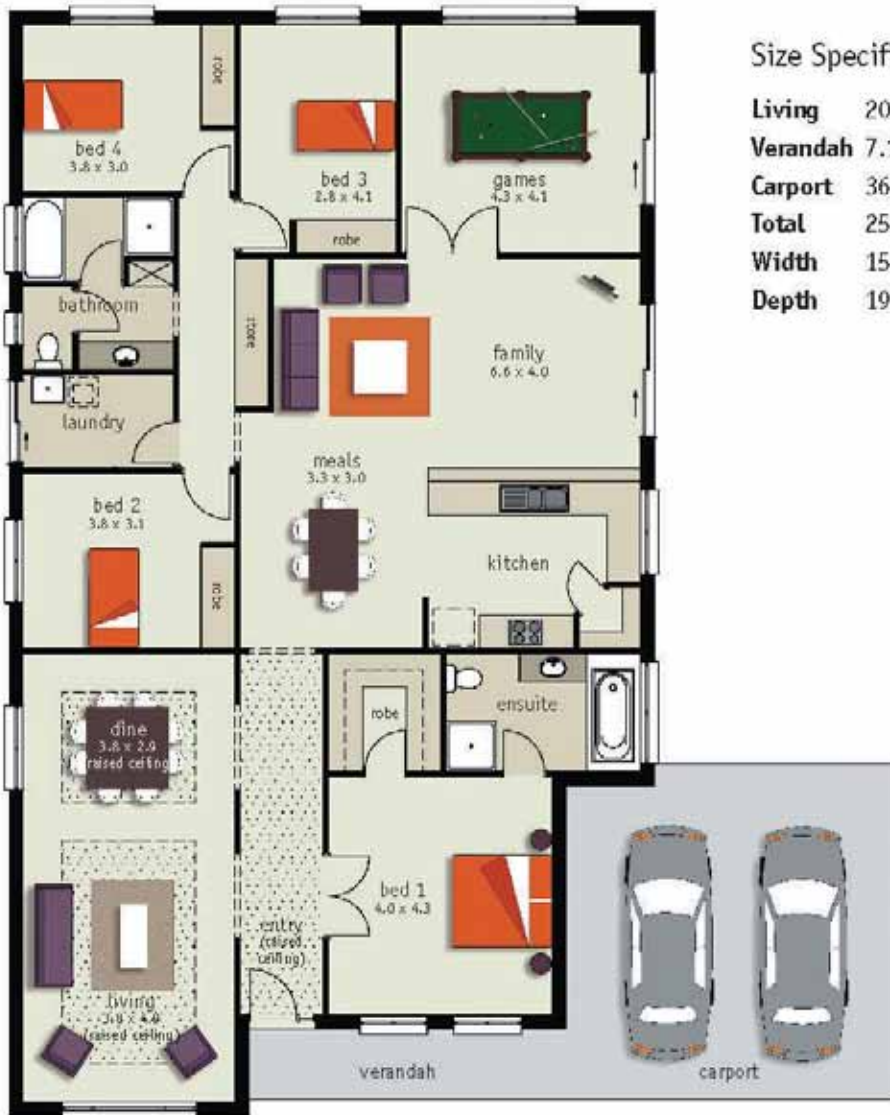 Size Specif
Living 20
Verandah 7.
Carport 36
Total 25
Width 15
Depth 19
robe
bed 4
3.8 x 3.0
bed 3
2.8 x 4.1
robe
games
4.3 x 4.1
bathroom
store
family
6.6 x 4.0
laundry
meals
3.3 x 3.0
bed 2
3.8 x 3.1
robe
kitchen
dine
3.8 x 2.9
(raised ceiling)
robe
ensuite
bed 1
4.0 x 4.3
entry
(raised
ceiling)
living
(raised ceiling)
verandah
carport